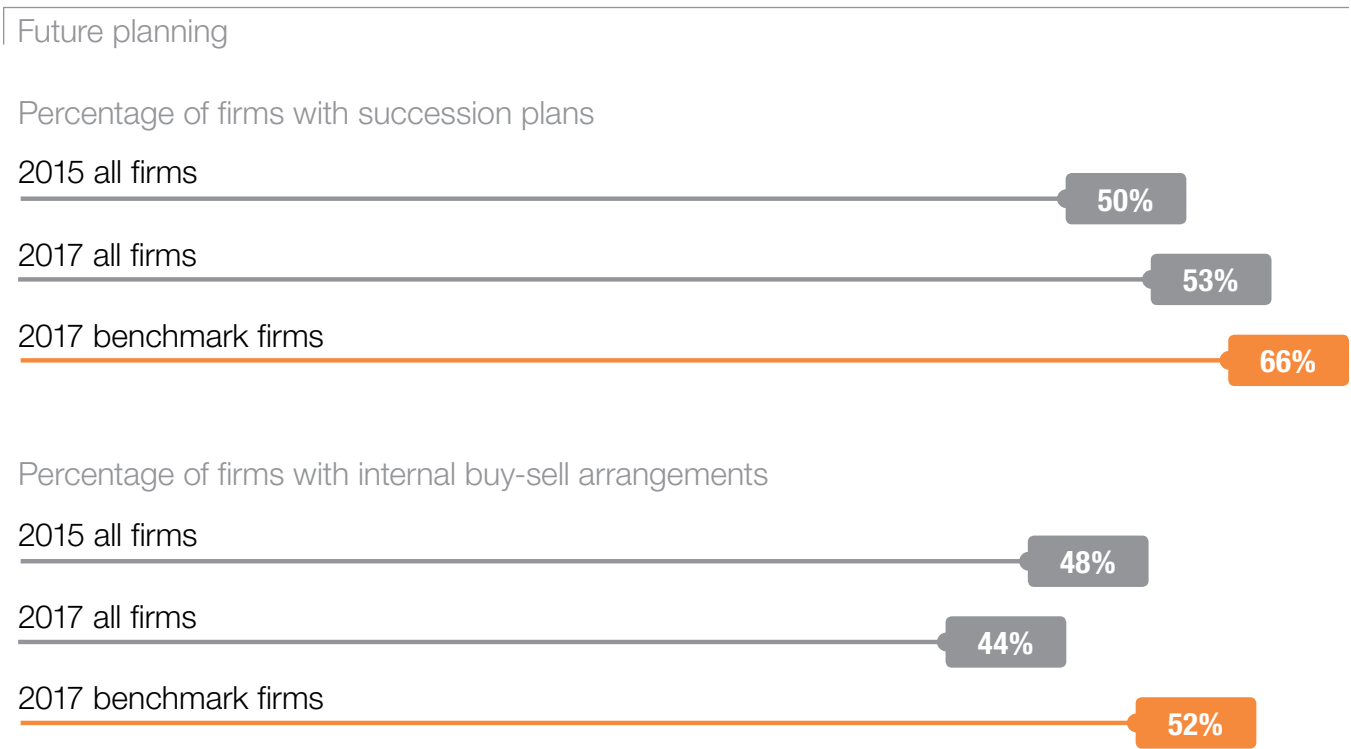 Future planning
Percentage of firms with succession plans
2015 all firms
50%
2017 all firms
53%
2017 benchmark firms
66%
Percentage of firms with internal buy-sell arrangements
2015 all firms
48%
2017 all firms
44%
2017 benchmark firms
52%